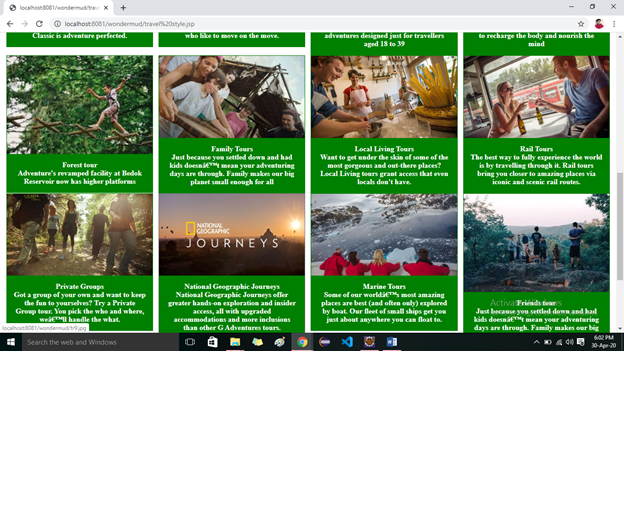 localhost:8081/wondermud/trave
localhost:8081/wondermud/travel%20style.jsp
Classic is adventure perfected.
who like to move on the move.
adventures designed just for travellers
aged 18 to 39
to recharge the body and nourish the
mind
Forest tour
Adventure's revamped facility at Bedok
Reservoir now has higher platforms
Family Tours
Just because you settled down and had
kids doesnâ€™t mean your adventuring
days are through. Family makes our big
planet small enough for all
Local Living Tours
Want to get under the skin of some of the
most gorgeous and out-there places?
Local Living tours grant access that even
locals don't have.
Rail Tours
The best way to fully experience the world
is by travelling through it. Rail tours
bring you closer to amazing places via
iconic and scenic rail routes.
Private Groups
Got a group of your own and want to keep
the fun to yourselves? Try a Private
Group tour. You pick the who and where,
weâ€™ll handle the what.
NATIONAL
GEOGRAPHIC
JOURNEYS
National Geographic Journeys
National Geographic Journeys offer
greater hands-on exploration and insider
access, all with upgraded
accommodations and more inclusions
than other G Adventures tours.
Marine Tours
Some of our worldâ€™s most amazing
places are best (and often only) explored
by boat. Our fleet of small ships get you
just about anywhere you can float to.
Friends tour
Just because you settled down and had
kids doesnâ€™t mean your adventuring
days are through. Family makes our big
localhost:8081/wondermud/tr9.jpg
Search the web and Windows
6:02 PM
30-Apr-20